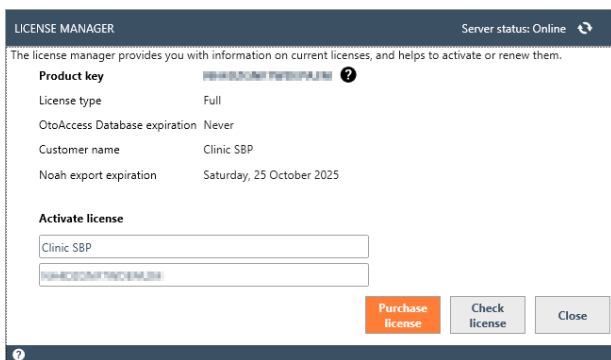 LICENSE MANAGER Server status: Online
The license manager provides you with information on current licenses, and helps to activate or renew them.
Product key
License type Full
OtoAccess Database expiration Never
Customer name Clinic SBP
Noah export expiration Saturday, 25 October 2025
Activate license
Clinic SBP
Purchase license Check license Close